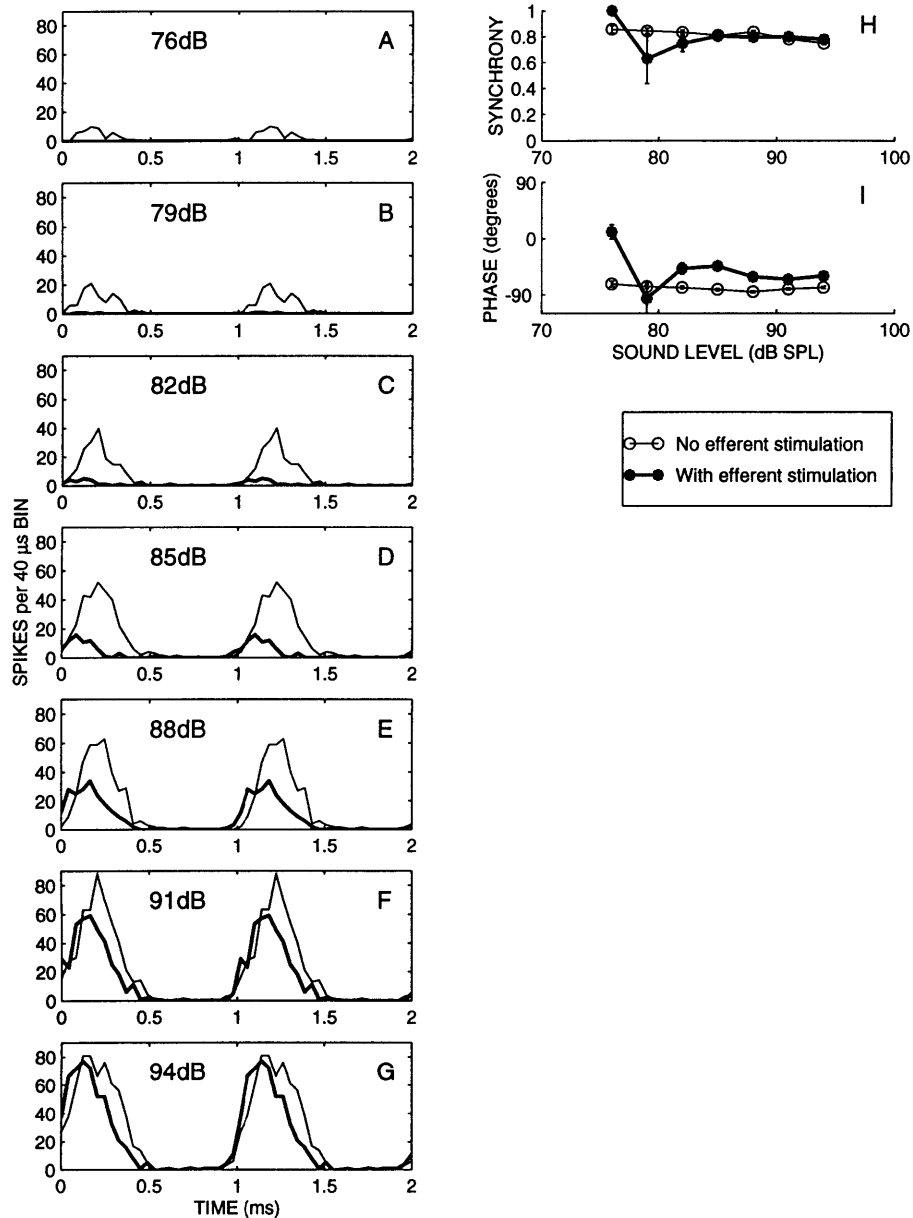 76dB A
80
60
40
20
0
0 0.5 1 1.5 2
79dB B
80
60
40
20
0
0 0.5 1 1.5 2
82dB C
80
60
40
20
0
0 0.5 1 1.5 2
85dB D
80
60
40
20
0
0 0.5 1 1.5 2
88dB E
80
60
40
20
0
0 0.5 1 1.5 2
91dB F
80
60
40
20
0
0 0.5 1 1.5 2
94dB G
80
60
40
20
0
0 0.5 1 1.5 2
TIME (ms)
SPIKES per 40 µs BIN
H
SYNCHRONY
1
0.8
0.6
0.4
0.2
0
70 80 90 100
I
PHASE (degrees)
90
0
-90
70 80 90 100
SOUND LEVEL (dB SPL)
No efferent stimulation
With efferent stimulation